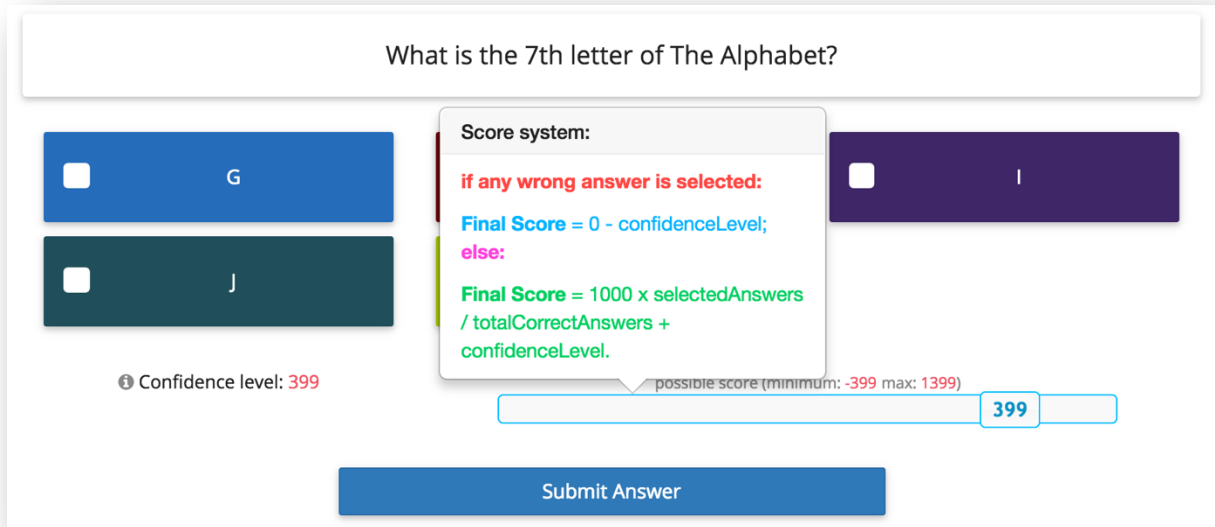 What is the 7th letter of The Alphabet?
G
I
J
Score system:
if any wrong answer is selected:
Final Score = 0 - confidenceLevel;
else:
Final Score = 1000 x selectedAnswers
/ totalCorrectAnswers +
confidenceLevel.
Confidence level: 399
possible score (minimum: -399 max: 1399)
399
Submit Answer